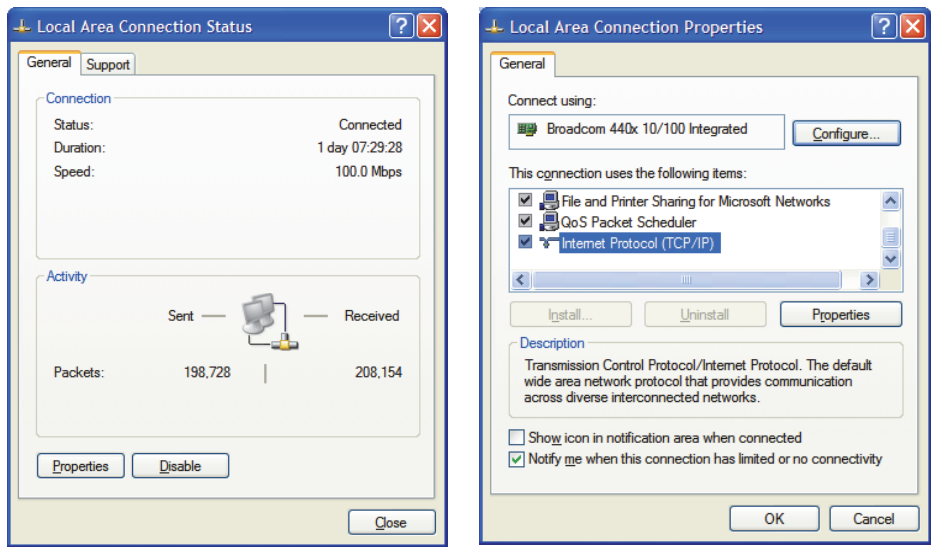 Local Area Connection Status
General
Support
Connection
Status: Connected
Duration: 1 day 07:29:28
Speed: 100.0 Mbps
Activity
Sent — — Received
Packets: 198,728 | 208,154
Properties
Disable
Close
Local Area Connection Properties
General
Connect using:
Broadcom 440x 10/100 Integrated
Configure...
This connection uses the following items:
File and Printer Sharing for Microsoft Networks
QoS Packet Scheduler
Internet Protocol (TCP/IP)
Install...
Uninstall
Properties
Description
Transmission Control Protocol/Internet Protocol. The default
wide area network protocol that provides communication
across diverse interconnected networks.
Show icon in notification area when connected
Notify me when this connection has limited or no connectivity
OK
Cancel